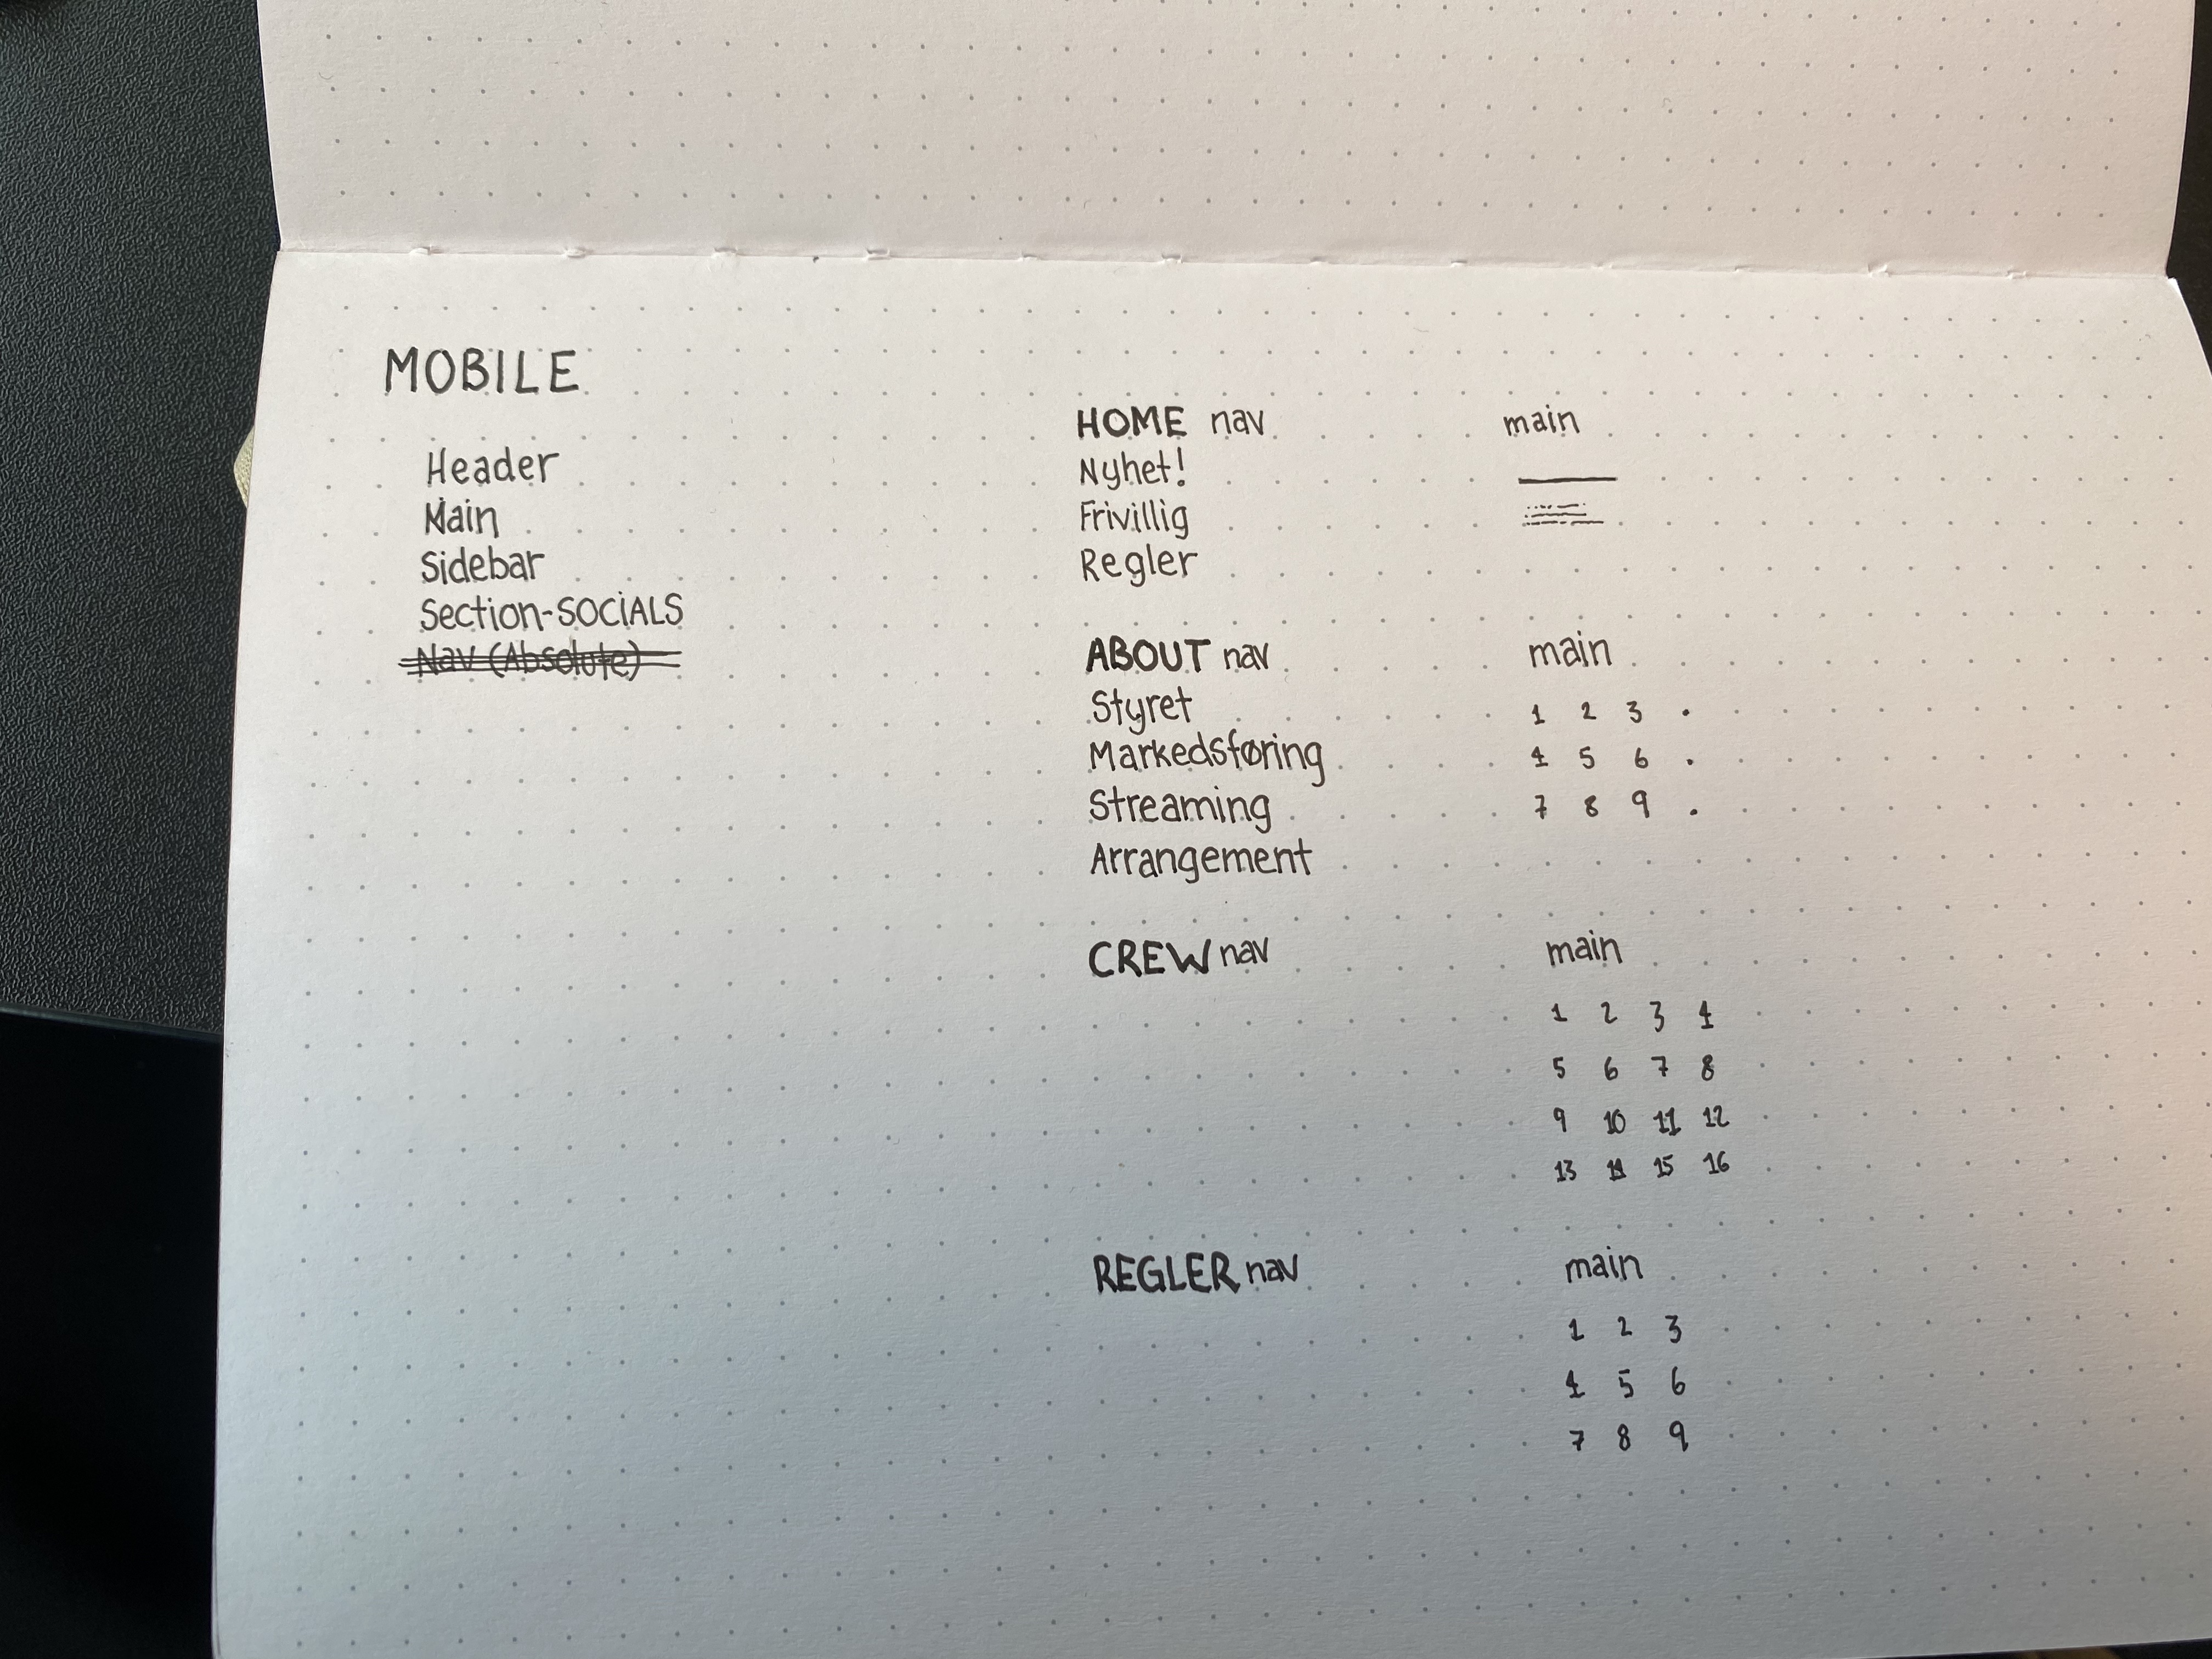 MOBILE
Header
Main
Sidebar
Section-SOCIALS
Nav (Absolute)
HOME nav main
Nyhet!
Frivillig
Regler
ABOUT nav main
Styret 1 2 3 .
Markedsføring 4 5 6 .
Streaming 7 8 9 .
Arrangement
CREW nav main
1 2 3 4
5 6 7 8
9 10 11 12
13 14 15 16
REGLER nav main
1 2 3
4 5 6
7 8 9